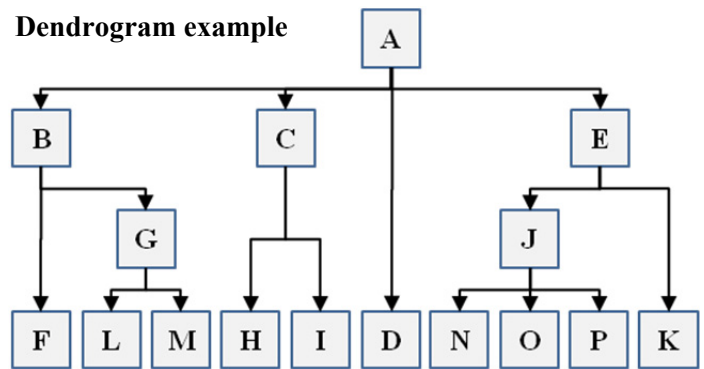 Dendrogram example
A
B C E
G J
F L M H I D N O P K